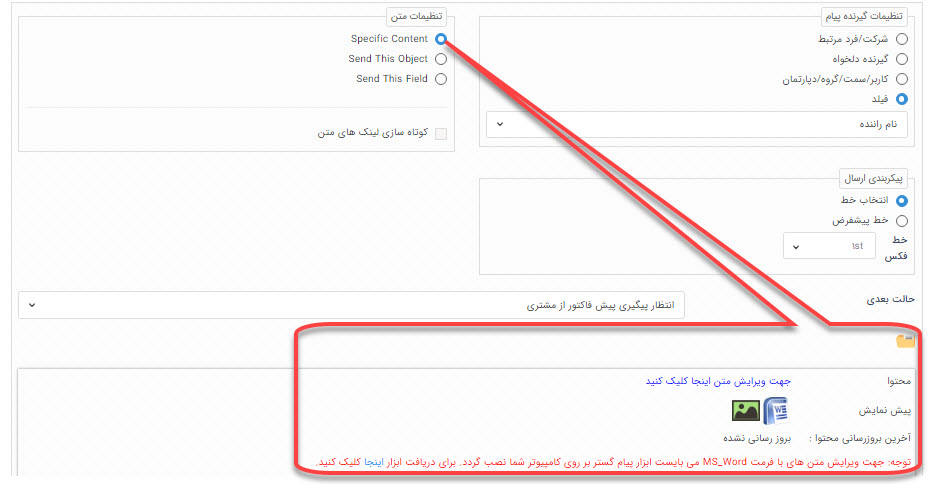 تنظیمات گیرنده پیام
شرکت/فرد مرتبط
گیرنده دلخواه
کاربر/سمت/گروه/دپارتمان
فیلد
نام راننده
تنظیمات متن
Specific Content
Send This Object
Send This Field
کوتاه سازی لینک های متن
پیکربندی ارسال
انتخاب خط
خط پیشفرض
خط
فکس
1st
حالت بعدی
انتظار پیگیری پیش فاکتور از مشتری
محتوا
جهت ویرایش متن اینجا کلیک کنید
پیش نمایش
آخرین بروزرسانی محتوا :
بروز رسانی نشده
توجه: جهت ویرایش متن های با فرمت MS_Word می بایست ابزار پیام گستر بر روی کامپیوتر شما نصب گردد. برای دریافت ابزار اینجا کلیک کنید.